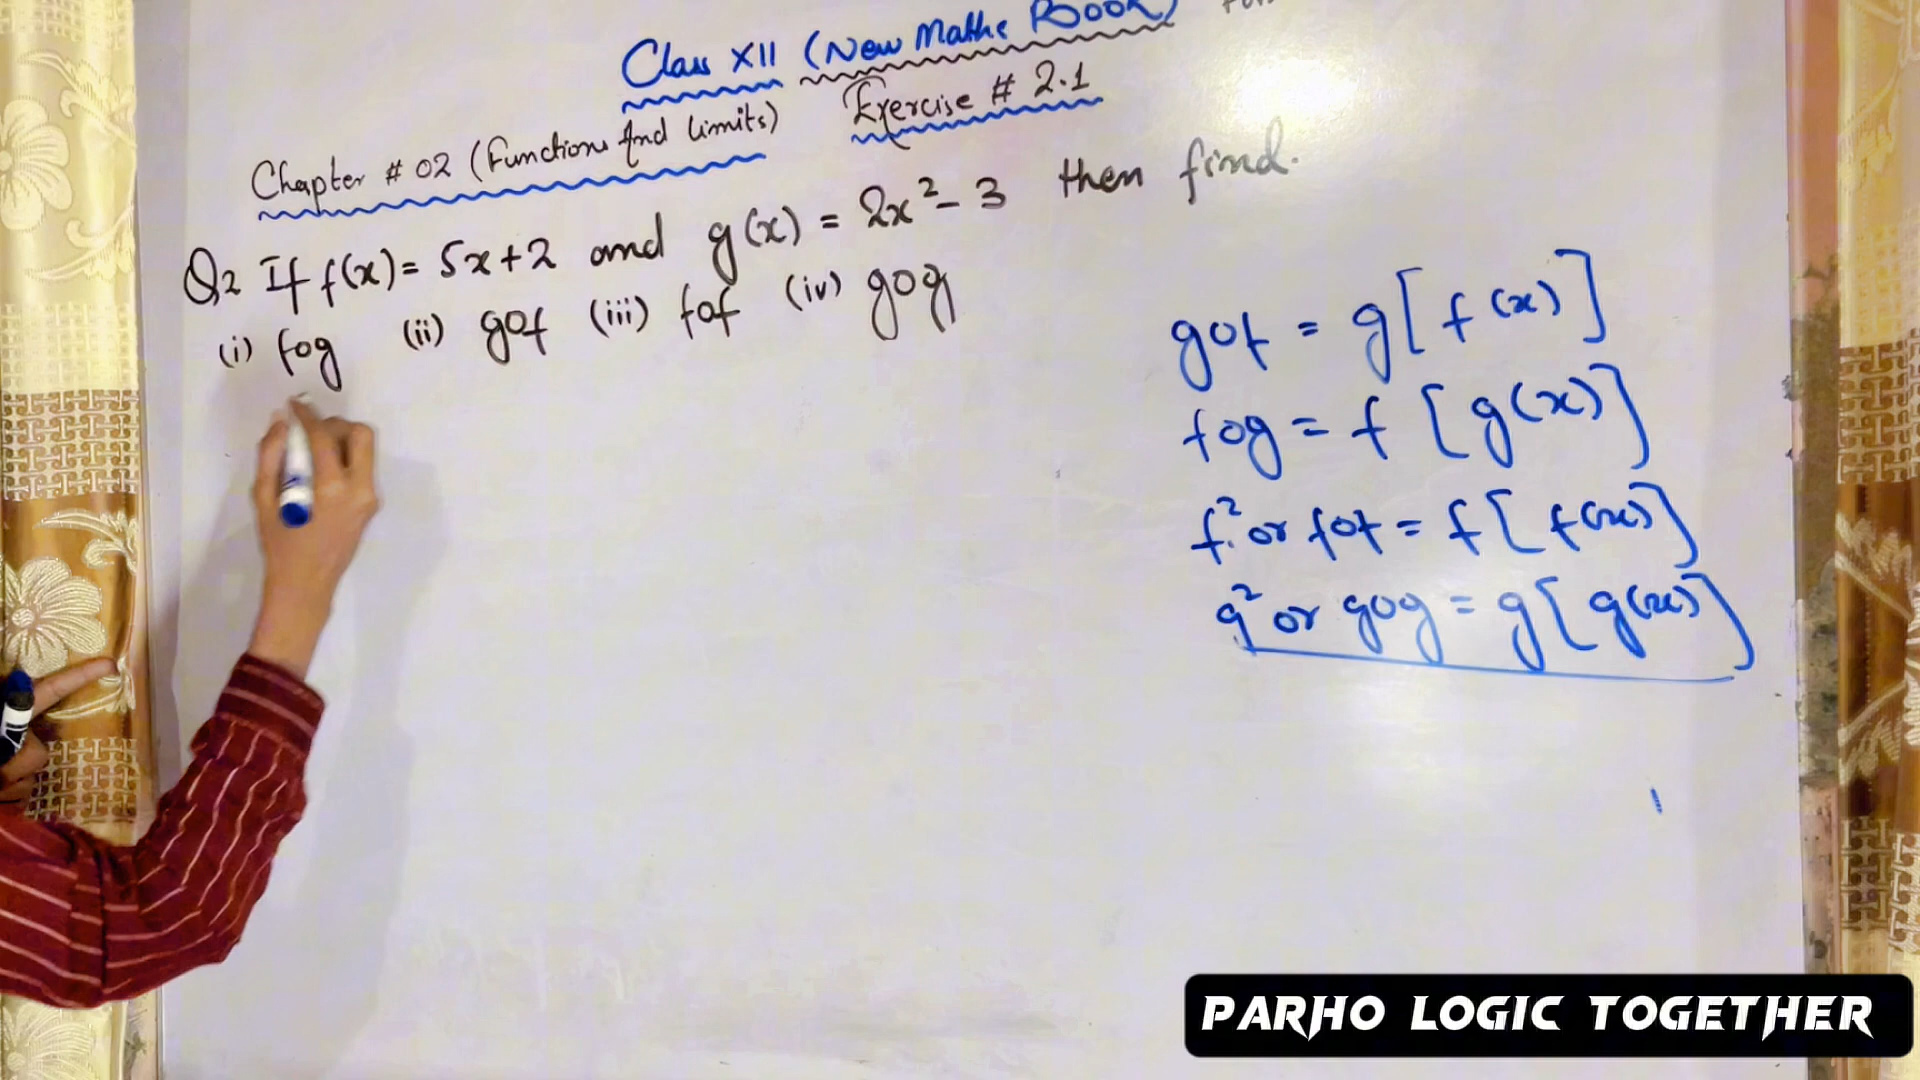 Class XII (New Maths Book)
Chapter # 02 (Functions And Limits) Exercise # 2.1
Q2 If f(x) = 5x+2 and g(x) = 2x² - 3 then find.
(i) fog (ii) gof (iii) fof (iv) gog
gof = g[f(x)]
fog = f[g(x)]
f² or fof = f[f(x)]
g² or gog = g[g(x)]
PARHO LOGIC TOGETHER